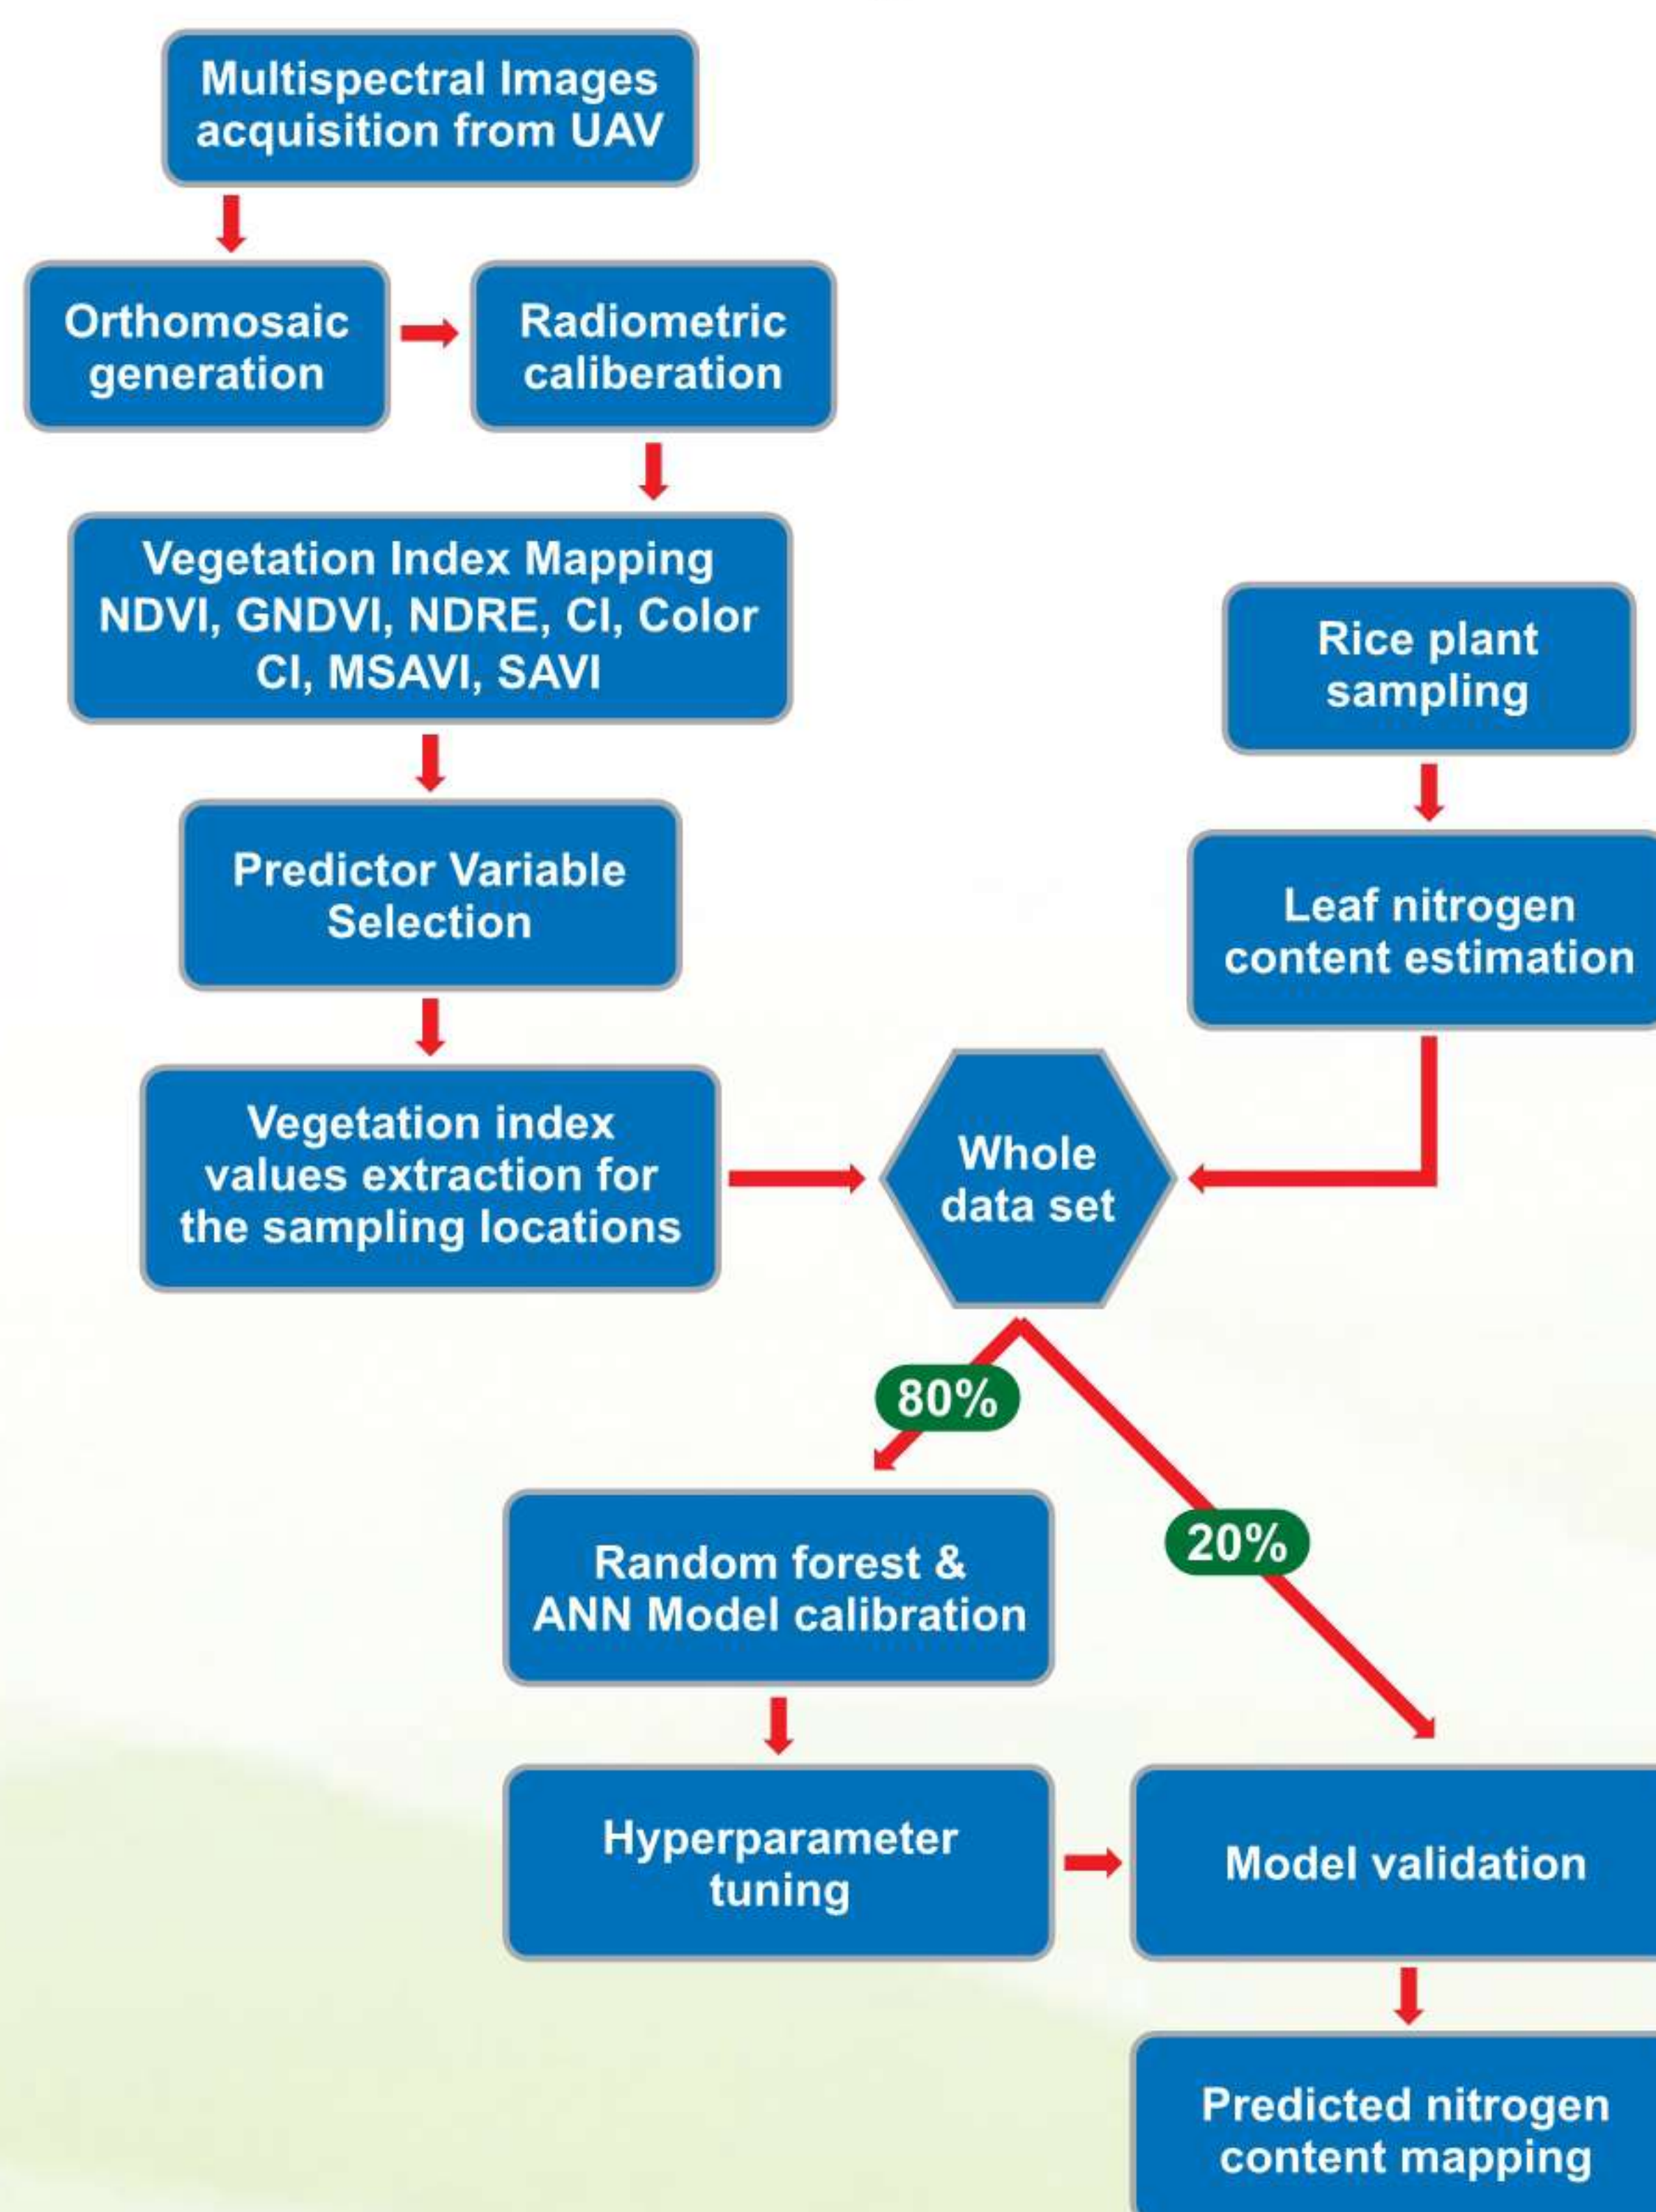 Multispectral Images
acquisition from UAV
Orthomosaic
generation
Radiometric
caliberation
Vegetation Index Mapping
NDVI, GNDVI, NDRE, CI, Color
CI, MSAVI, SAVI
Rice plant
sampling
Predictor Variable
Selection
Leaf nitrogen
content estimation
Vegetation index
values extraction for
the sampling locations
Whole
data set
80%
20%
Random forest &
ANN Model calibration
Hyperparameter
tuning
Model validation
Predicted nitrogen
content mapping